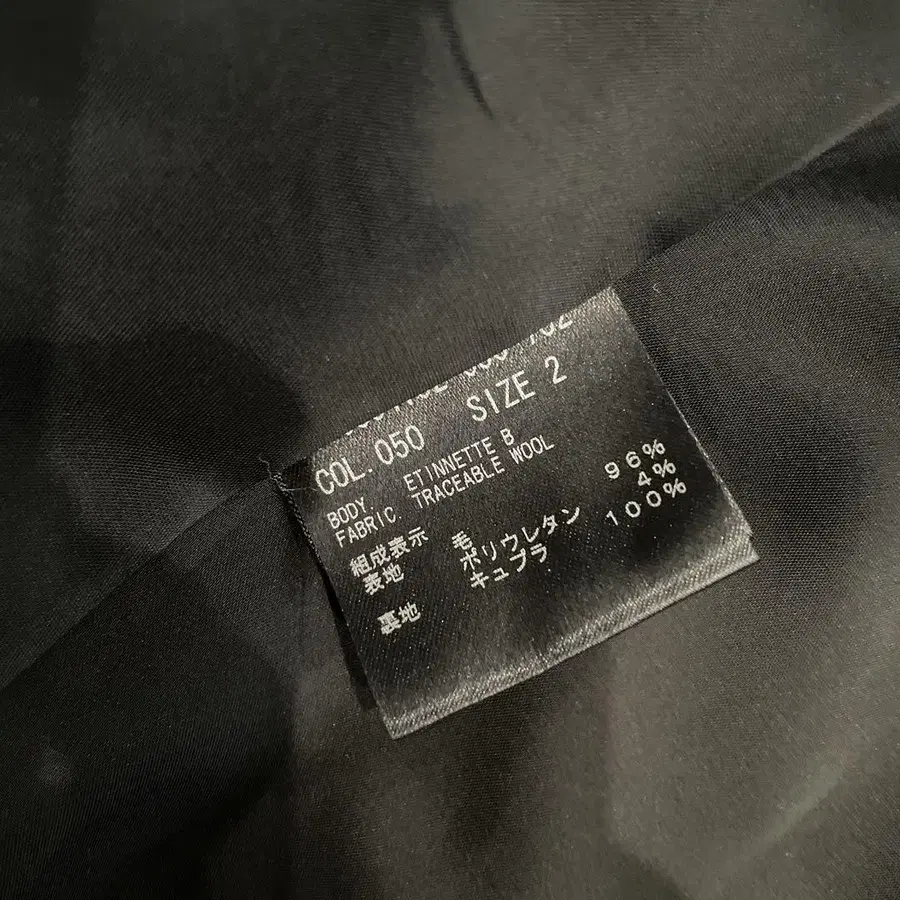 COL.050 SIZE 2
BODY ETINNETTE B
FABRIC TRACEABLE WOOL
組成表示
表地 毛 96%
ポリウレタン 4%
裏地 キュプラ 100%